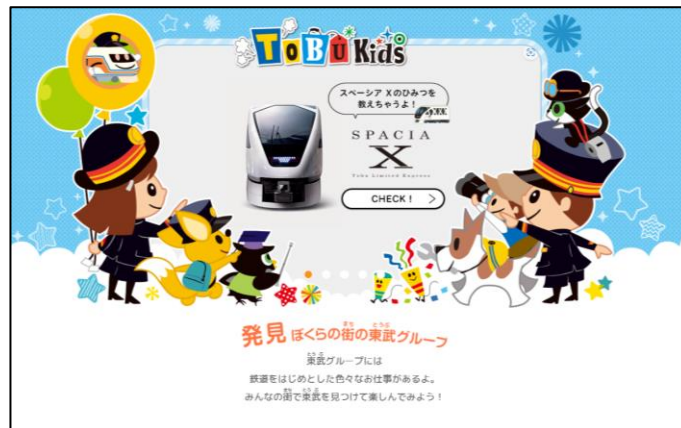 TOBU Kids
スペーシア Xのひみつを
教えちゃうよ！
SPACIA
X
Tobu Limited Express
CHECK！
発見 ぼくらの街の東武グループ
東武グループには
鉄道をはじめとした色々なお仕事があるよ。
みんなの街で東武を見つけて楽しんでみよう！